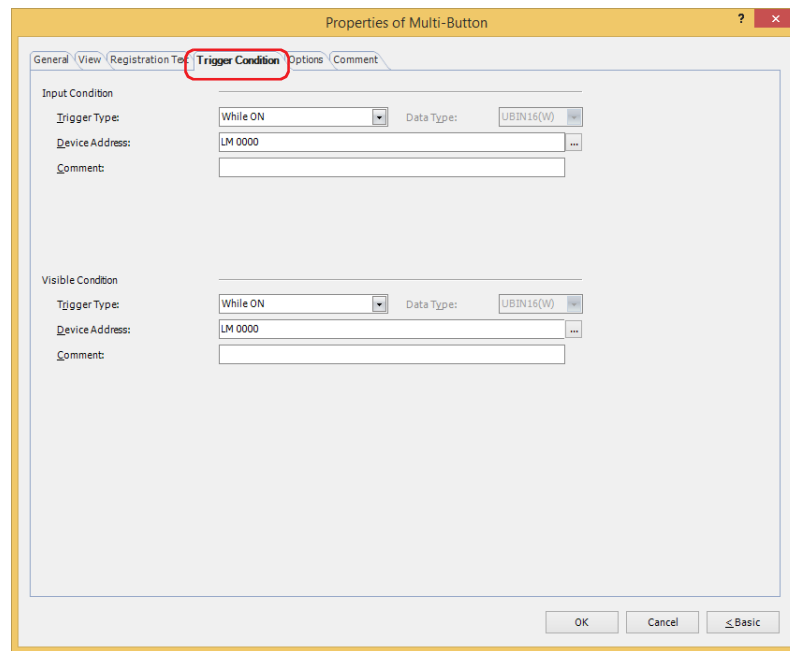 Properties of Multi-Button ? ×
General View Registration Text Trigger Condition Options Comment
Input Condition
Trigger Type: While ON Data Type: UBIN16(W)
Device Address: LM 0000 ...
Comment:
Visible Condition
Trigger Type: While ON Data Type: UBIN16(W)
Device Address: LM 0000 ...
Comment:
OK Cancel < Basic